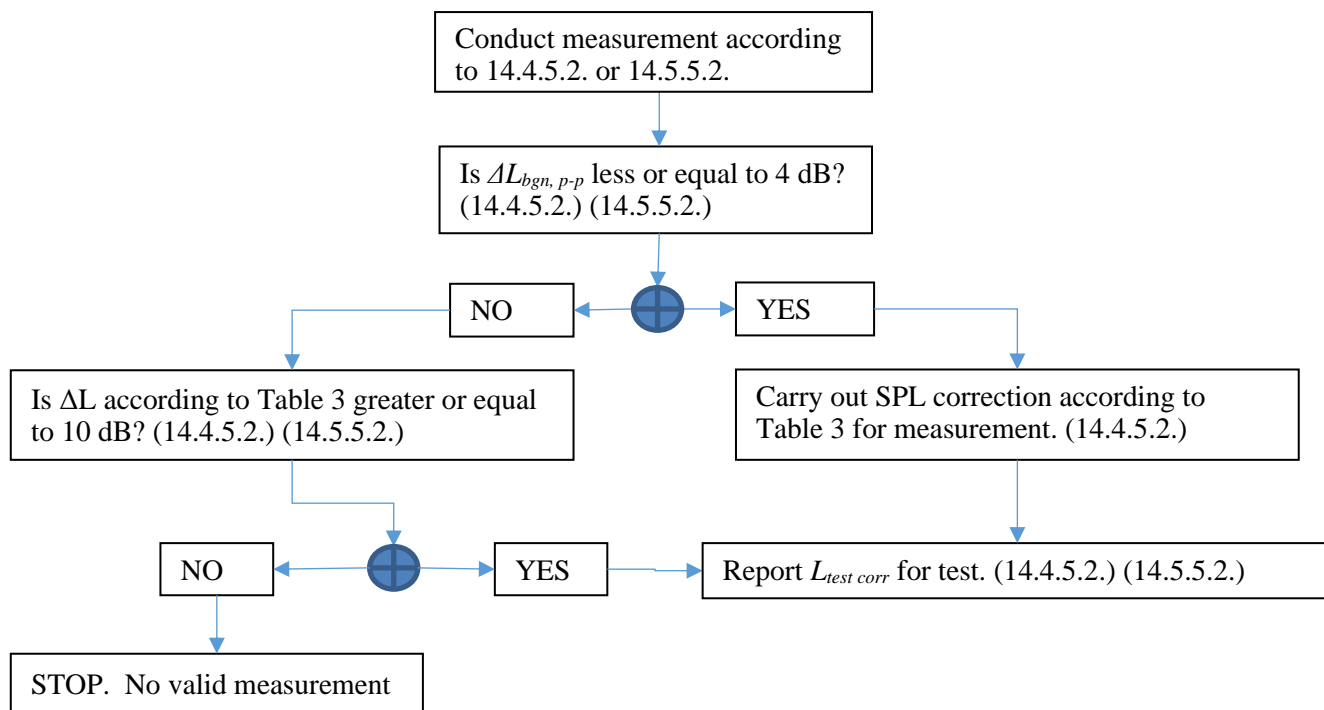 Conduct measurement according
to 14.4.5.2. or 14.5.5.2.
Is ΔL_bgn, p-p less or equal to 4 dB?
(14.4.5.2.) (14.5.5.2.)
NO
YES
Is ΔL according to Table 3 greater or equal
to 10 dB? (14.4.5.2.) (14.5.5.2.)
Carry out SPL correction according to
Table 3 for measurement. (14.4.5.2.)
NO
YES
Report L_test corr for test. (14.4.5.2.) (14.5.5.2.)
STOP.  No valid measurement